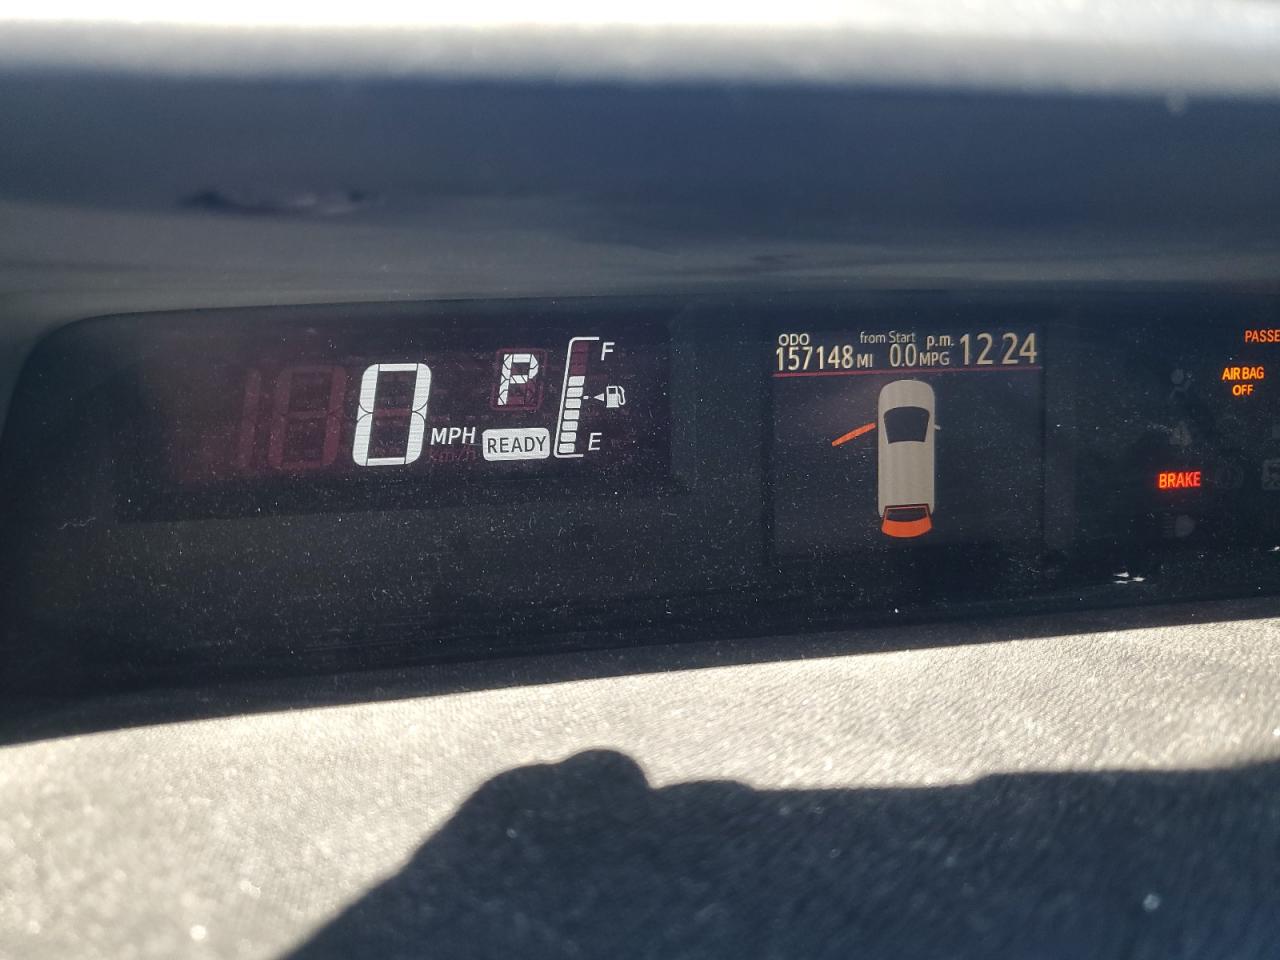 0 MPH
P
READY
F
E
ODO
157148 MI
from Start
0.0 MPG
p.m. 12 24
PASSE
AIR BAG
OFF
BRAKE